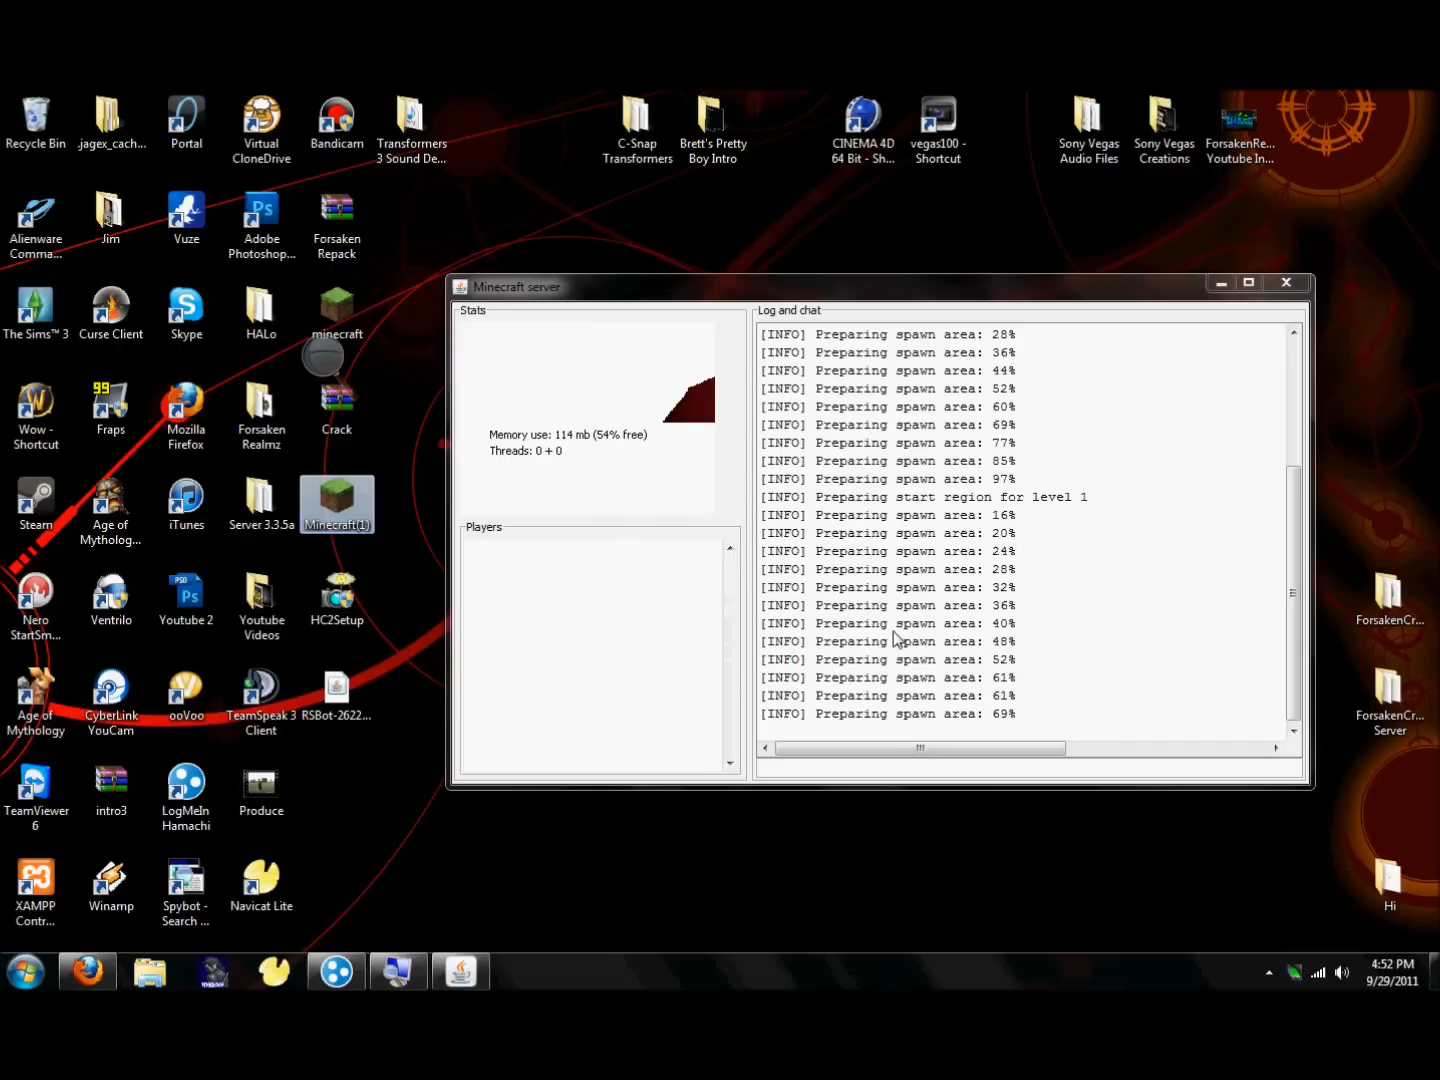 Recycle Bin
.jagex_cach...
Portal
Virtual
CloneDrive
Bandicam
Transformers
3 Sound De...
C-Snap
Transformers
Brett's Pretty
Boy Intro
CINEMA 4D
64 Bit - Sh...
vegas100 -
Shortcut
Sony Vegas
Audio Files
Sony Vegas
Creations
ForsakenRe...
Youtube In...
Alienware
Comma...
Jim
Vuze
Ps
Adobe
Photoshop...
Forsaken
Repack
The Sims™ 3
Curse Client
Skype
HALo
minecraft
Wow -
Shortcut
99
Fraps
Mozilla
Firefox
Forsaken
Realmz
Crack
Steam
Age of
Mytholog...
iTunes
Server 3.3.5a
Minecraft(1)
Nero
StartSm...
Ventrilo
PSD
Ps
Youtube 2
Youtube
Videos
HC2Setup
Age of
Mythology
CyberLink
YouCam
ooVoo
TeamSpeak 3
Client
RSBot-2622...
TeamViewer
6
intro3
LogMeIn
Hamachi
Produce
XAMPP
Contr...
Winamp
Spybot -
Search ...
Navicat Lite
Minecraft server
Stats
Memory use: 114 mb (54% free)
Threads: 0 + 0
Players
Log and chat
[INFO] Preparing spawn area: 28%
[INFO] Preparing spawn area: 36%
[INFO] Preparing spawn area: 44%
[INFO] Preparing spawn area: 52%
[INFO] Preparing spawn area: 60%
[INFO] Preparing spawn area: 69%
[INFO] Preparing spawn area: 77%
[INFO] Preparing spawn area: 85%
[INFO] Preparing spawn area: 97%
[INFO] Preparing start region for level 1
[INFO] Preparing spawn area: 16%
[INFO] Preparing spawn area: 20%
[INFO] Preparing spawn area: 24%
[INFO] Preparing spawn area: 28%
[INFO] Preparing spawn area: 32%
[INFO] Preparing spawn area: 36%
[INFO] Preparing spawn area: 40%
[INFO] Preparing spawn area: 48%
[INFO] Preparing spawn area: 52%
[INFO] Preparing spawn area: 61%
[INFO] Preparing spawn area: 61%
[INFO] Preparing spawn area: 69%
ForsakenCr...
ForsakenCr...
Server
Hi
4:52 PM
9/29/2011